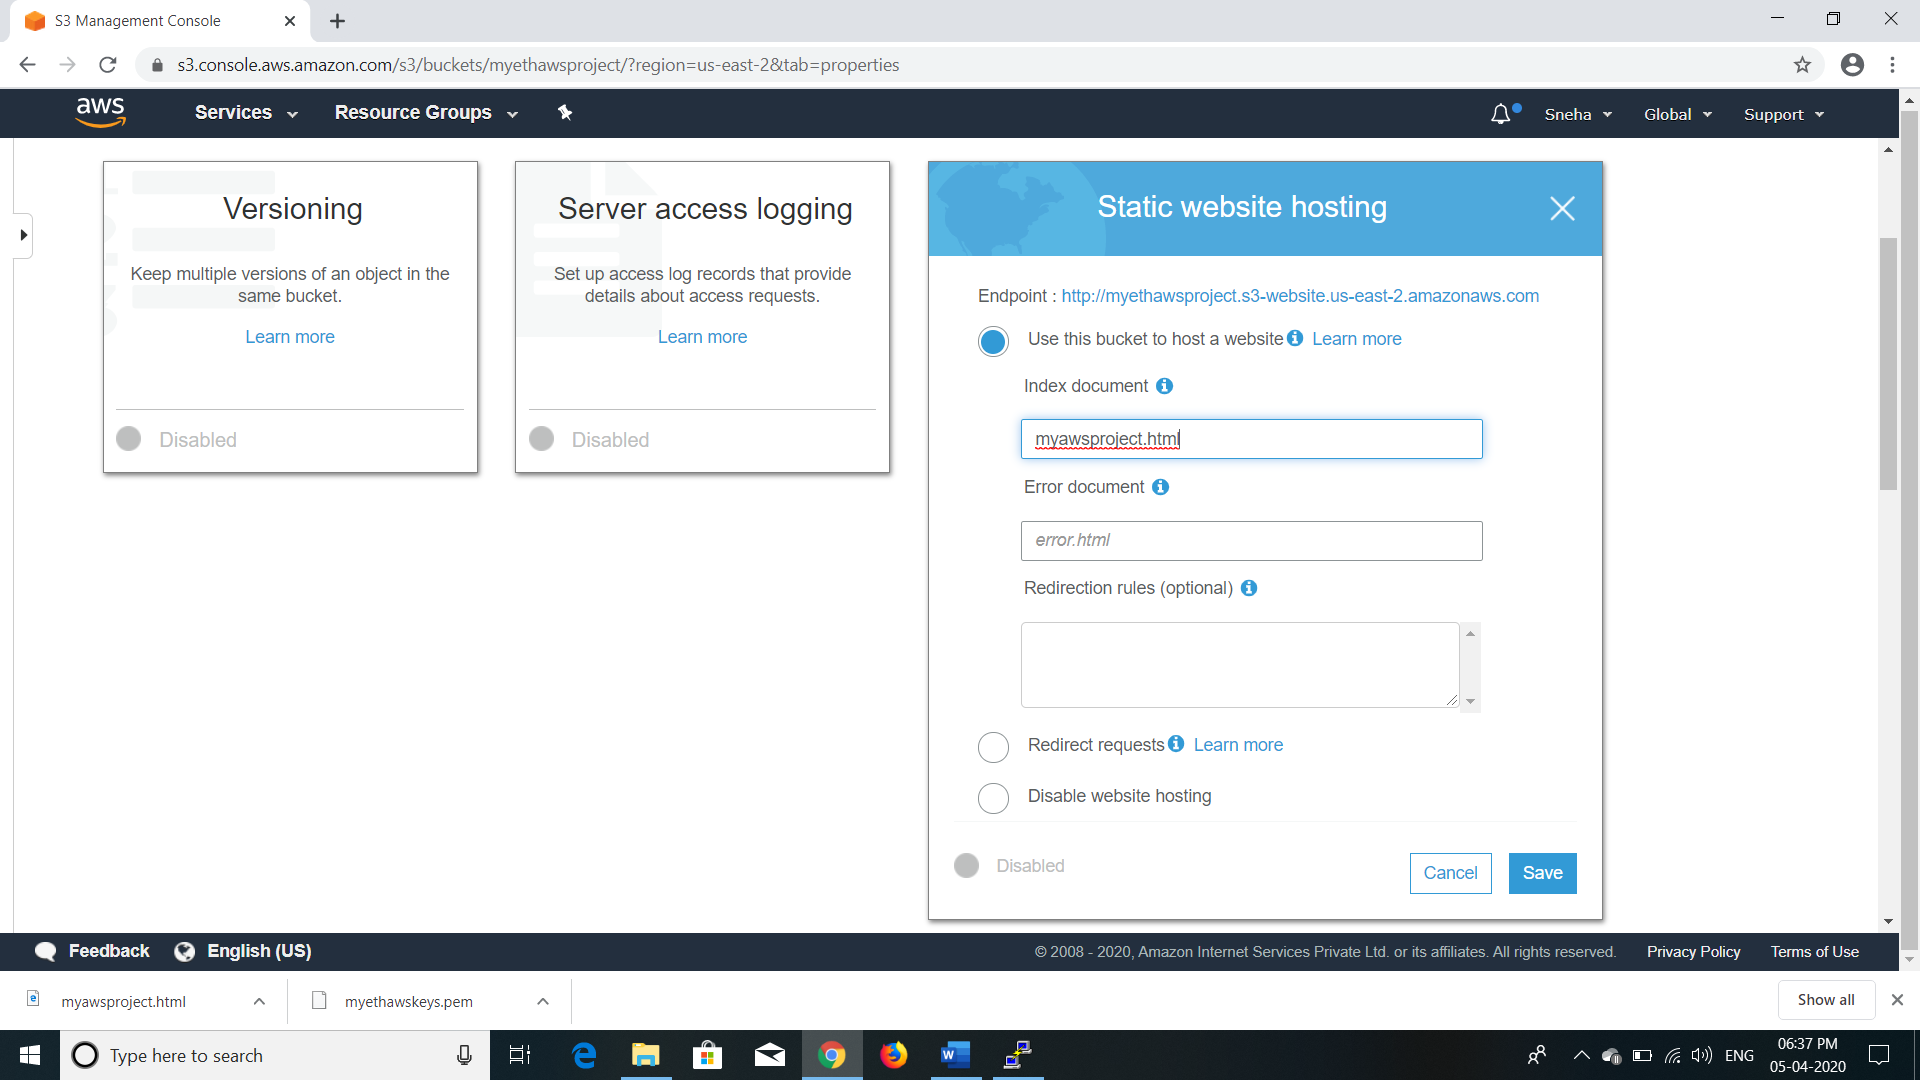 S3 Management Console
s3.console.aws.amazon.com/s3/buckets/myethawsproject/?region=us-east-2&tab=properties
aws
Services
Resource Groups
Sneha
Global
Support
Versioning
Keep multiple versions of an object in the
same bucket.
Learn more
Disabled
Server access logging
Set up access log records that provide
details about access requests.
Learn more
Disabled
Static website hosting
Endpoint : http://myethawsproject.s3-website.us-east-2.amazonaws.com
Use this bucket to host a website Learn more
Index document
myawsproject.html
Error document
error.html
Redirection rules (optional)
Redirect requests Learn more
Disable website hosting
Disabled
Cancel
Save
Feedback
English (US)
© 2008 - 2020, Amazon Internet Services Private Ltd. or its affiliates. All rights reserved.
Privacy Policy
Terms of Use
myawsproject.html
myethawskeys.pem
Show all
Type here to search
ENG
06:37 PM
05-04-2020